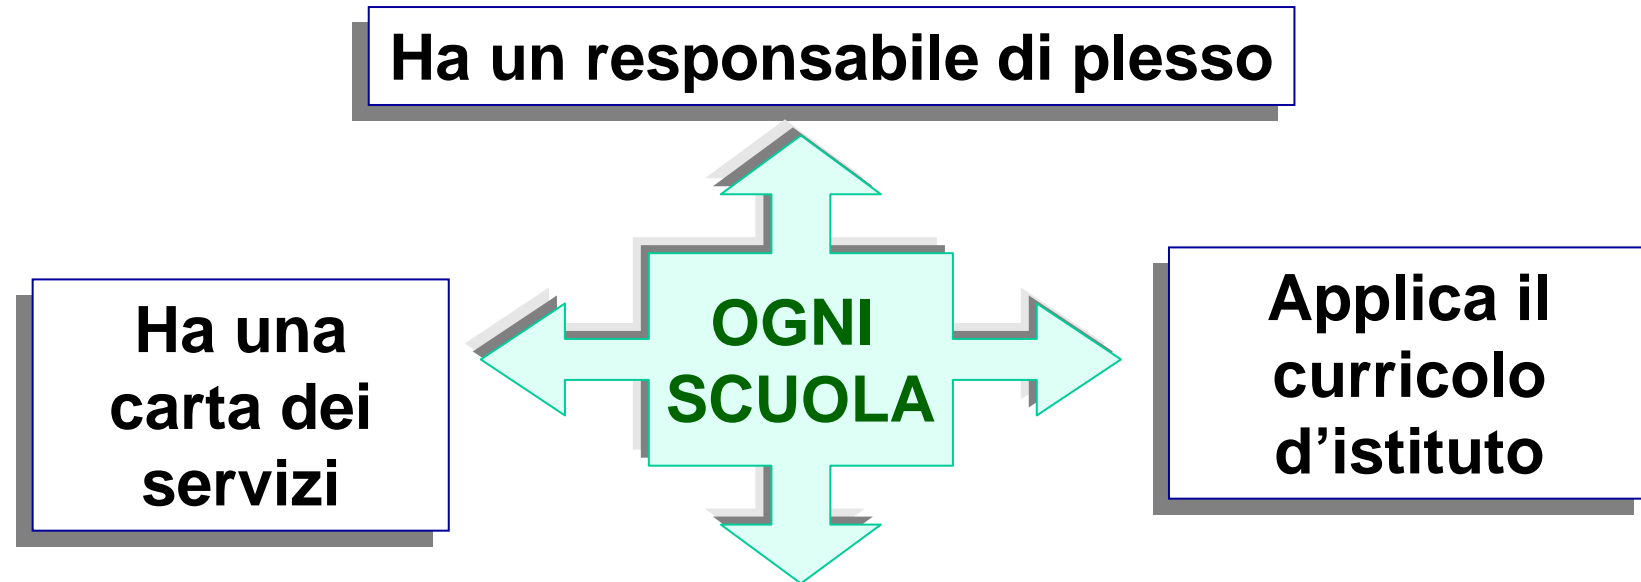 Ha un responsabile di plesso
Ha una
carta dei
servizi
OGNI
SCUOLA
Applica il
curricolo
d'istituto